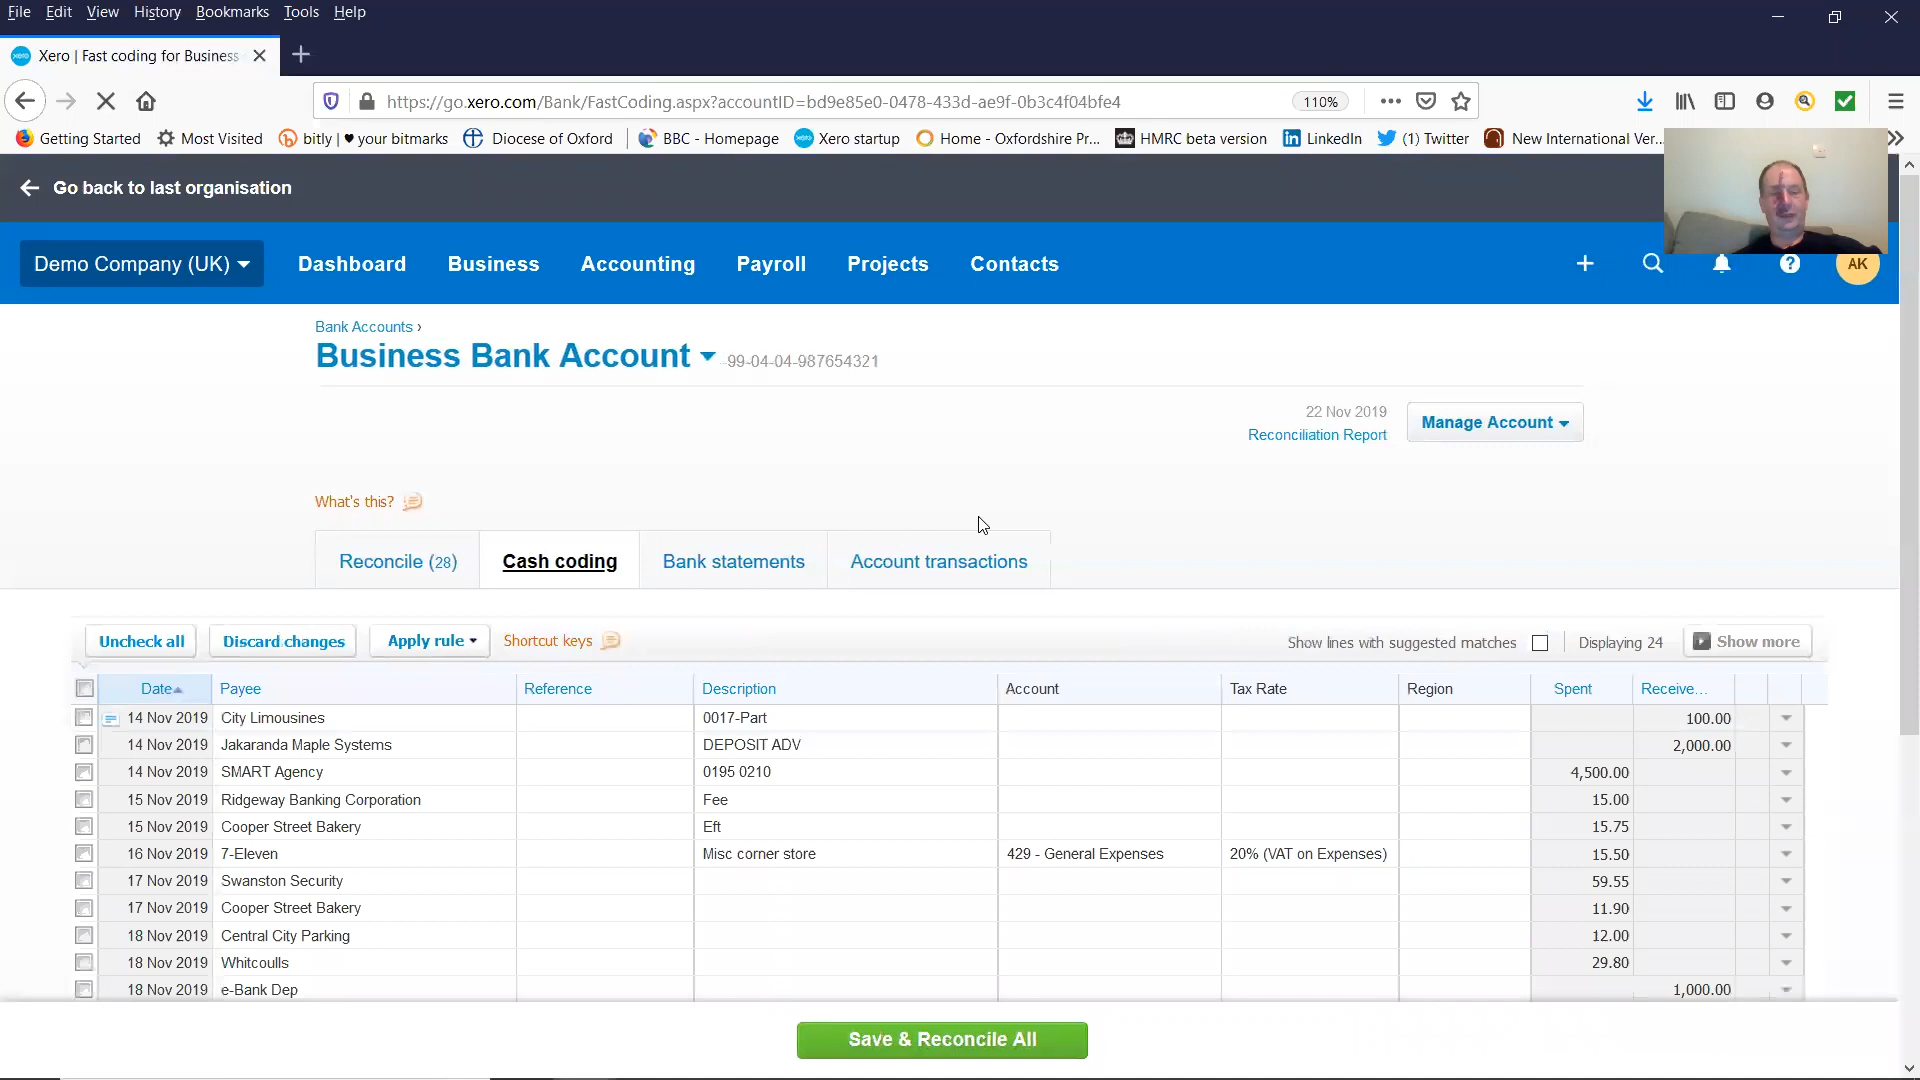 File Edit View History Bookmarks Tools Help
Xero | Fast coding for Business
https://go.xero.com/Bank/FastCoding.aspx?accountID=bd9e85e0-0478-433d-ae9f-0b3c4f04bfe4 110%
Getting Started Most Visited bitly | ♥ your bitmarks Diocese of Oxford BBC - Homepage Xero startup Home - Oxfordshire Pr... HMRC beta version LinkedIn (1) Twitter New International Ver...
Go back to last organisation
Demo Company (UK) Dashboard Business Accounting Payroll Projects Contacts AK
Bank Accounts ›
Business Bank Account 99-04-04-987654321
22 Nov 2019
Reconciliation Report
Manage Account
What's this?
Reconcile (28) Cash coding Bank statements Account transactions
Uncheck all Discard changes Apply rule Shortcut keys Show lines with suggested matches Displaying 24 Show more
Date Payee Reference Description Account Tax Rate Region Spent Receive...
14 Nov 2019 City Limousines 0017-Part 100.00
14 Nov 2019 Jakaranda Maple Systems DEPOSIT ADV 2,000.00
14 Nov 2019 SMART Agency 0195 0210 4,500.00
15 Nov 2019 Ridgeway Banking Corporation Fee 15.00
15 Nov 2019 Cooper Street Bakery Eft 15.75
16 Nov 2019 7-Eleven Misc corner store 429 - General Expenses 20% (VAT on Expenses) 15.50
17 Nov 2019 Swanston Security 59.55
17 Nov 2019 Cooper Street Bakery 11.90
18 Nov 2019 Central City Parking 12.00
18 Nov 2019 Whitcoulls 29.80
18 Nov 2019 e-Bank Dep 1,000.00
Save & Reconcile All